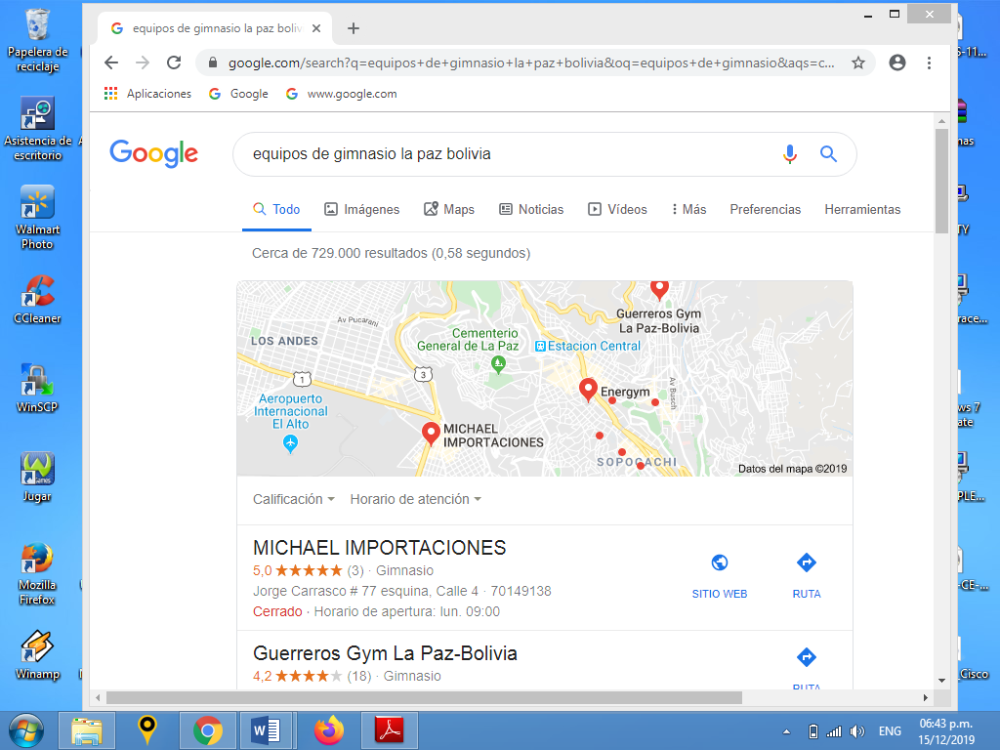 Papelera de
reciclaje
Asistencia de
escritorio
Walmart
Photo
CCleaner
WinSCP
Jugar
Mozilla
Firefox
Winamp
equipos de gimnasio la paz boliv
google.com/search?q=equipos+de+gimnasio+la+paz+bolivia&oq=equipos+de+gimnasio&aqs=c...
Aplicaciones
Google
www.google.com
Google
equipos de gimnasio la paz bolivia
Todo
Imágenes
Maps
Noticias
Vídeos
Más
Preferencias
Herramientas
Cerca de 729.000 resultados (0,58 segundos)
Guerreros Gym
La Paz-Bolivia
Av Pucarani
LOS ANDES
Cementerio
General de La Paz
Estacion Central
1
3
Av Busch
Energym
Aeropuerto
Internacional
El Alto
MICHAEL
IMPORTACIONES
SOPOCACHI
Datos del mapa ©2019
Calificación
Horario de atención
MICHAEL IMPORTACIONES
5,0 (3) · Gimnasio
Jorge Carrasco # 77 esquina, Calle 4 · 70149138
Cerrado · Horario de apertura: lun. 09:00
SITIO WEB
RUTA
Guerreros Gym La Paz-Bolivia
4,2 (18) · Gimnasio
RUTA
ENG
06:43 p.m.
15/12/2019